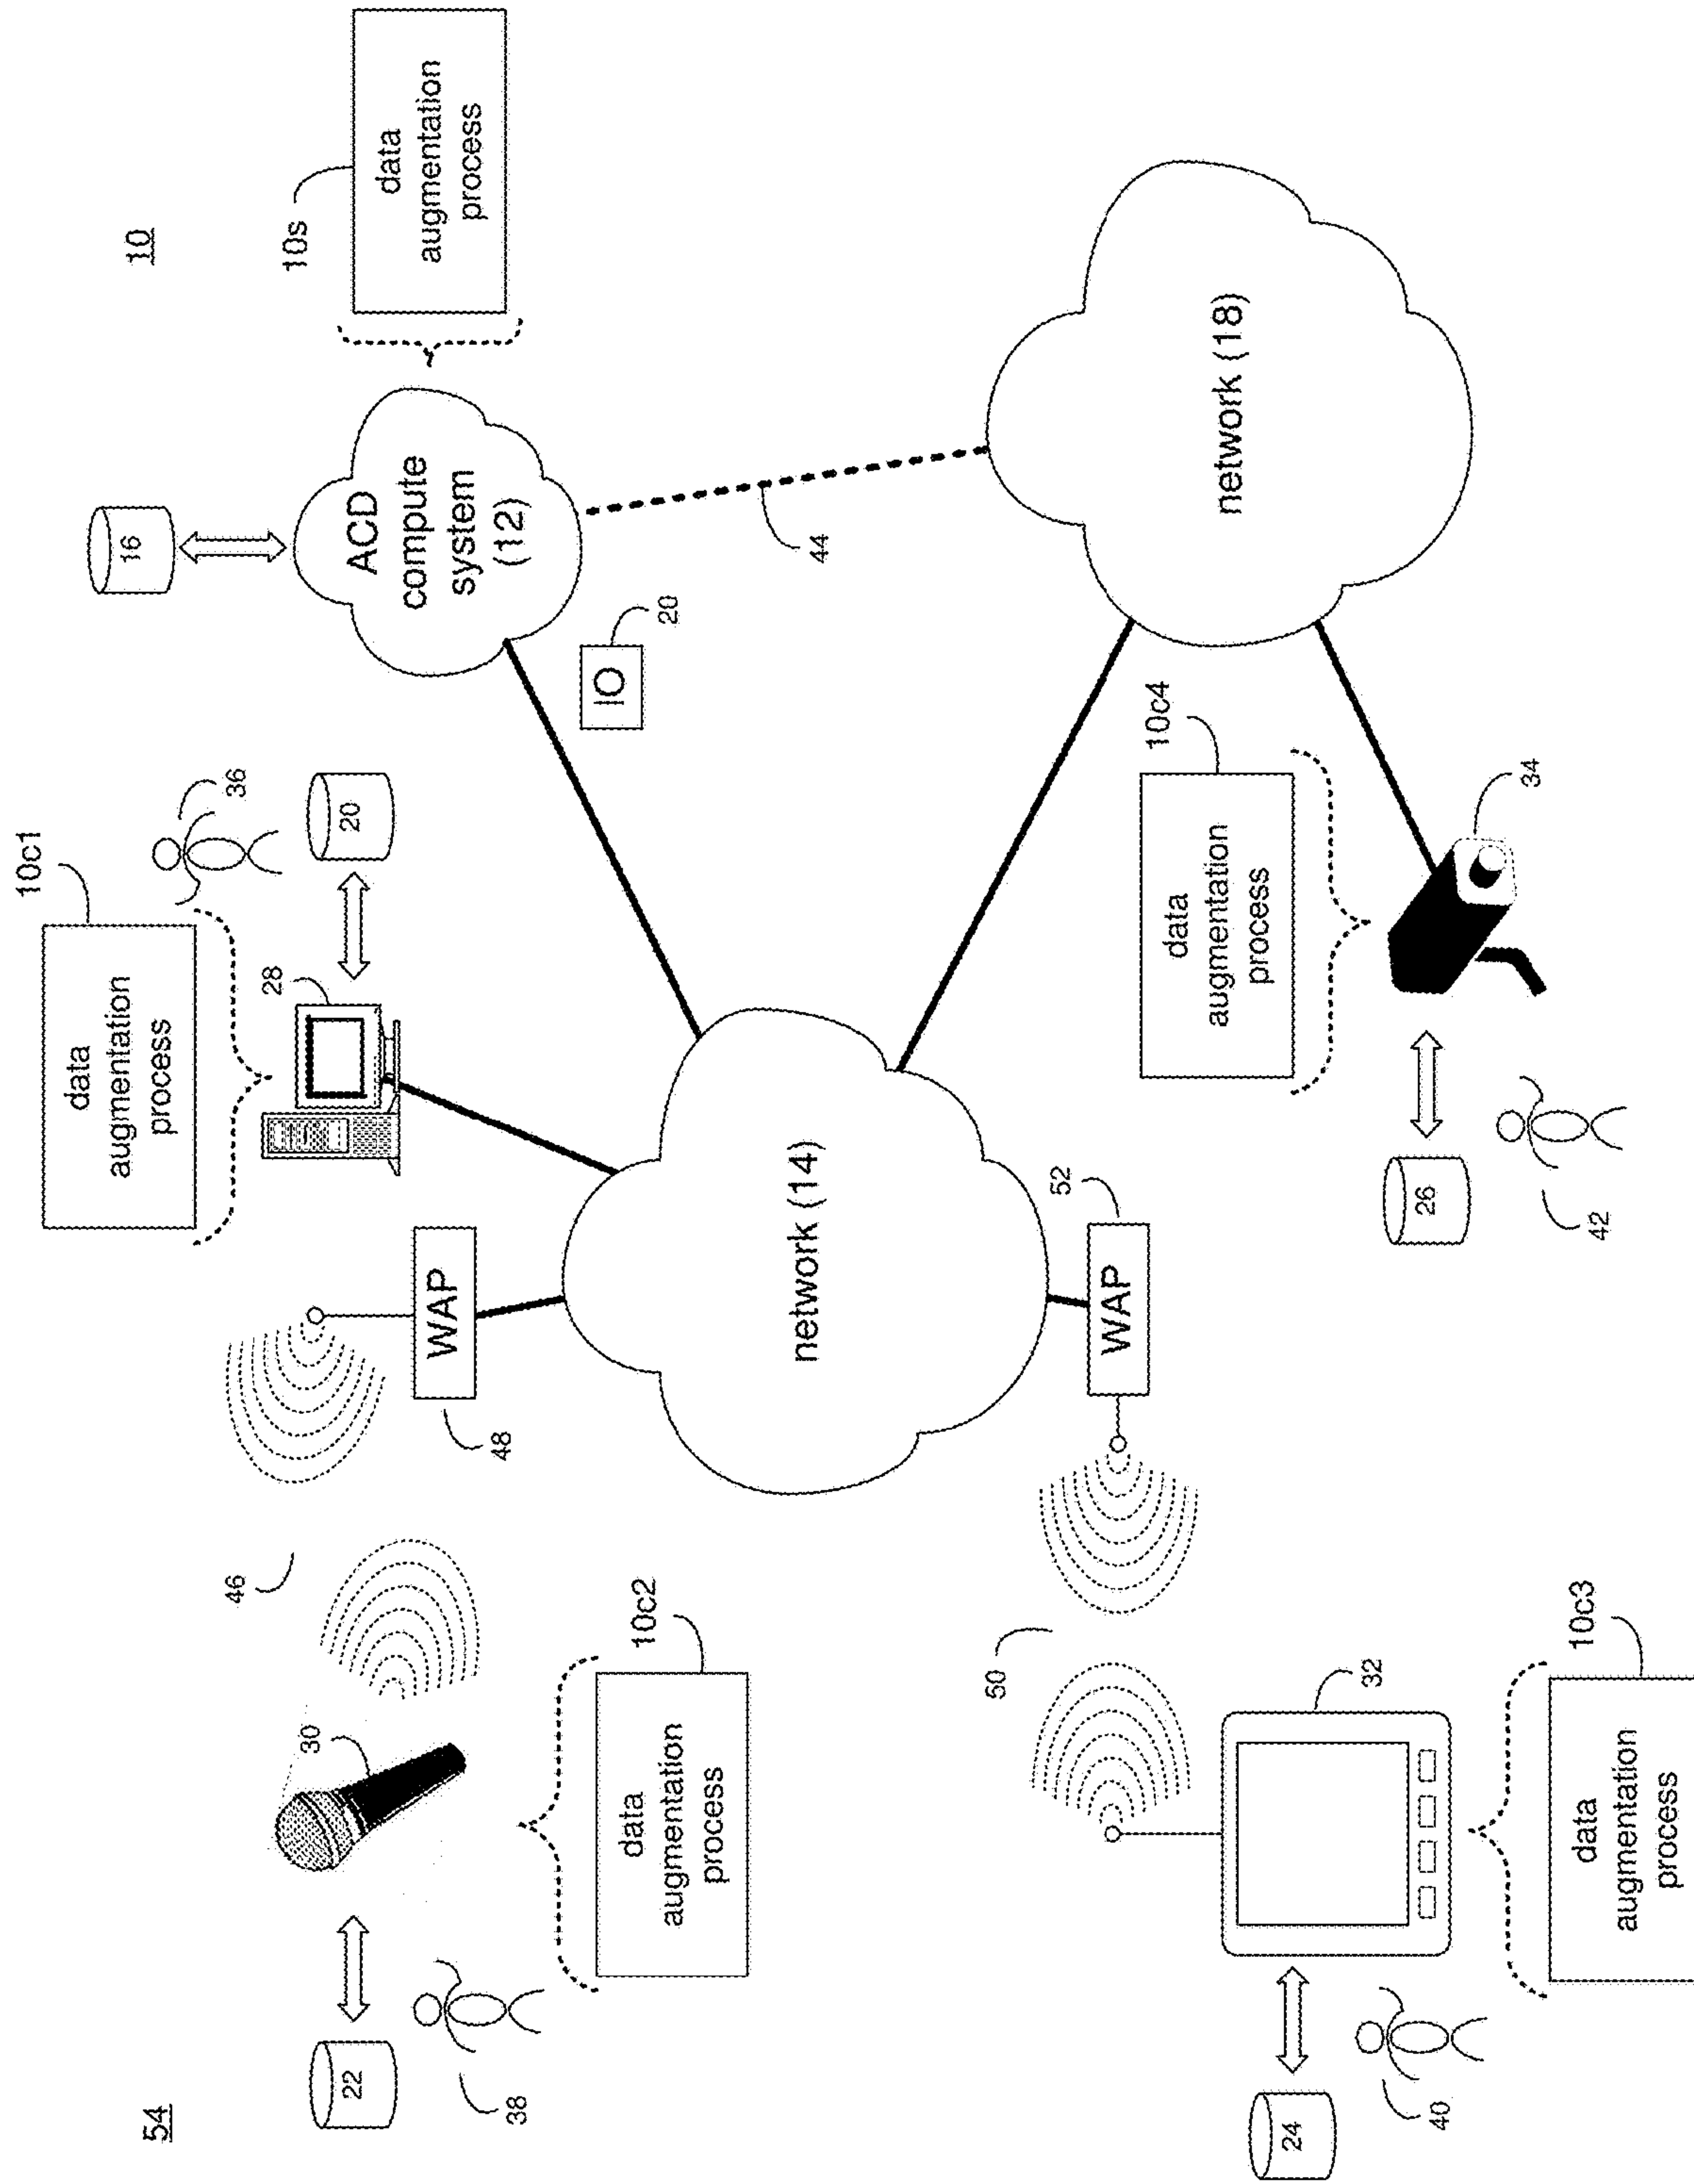 54
10
22
38
30
46
data
augmentation
process
10c2
WAP
48
data
augmentation
process
10c1
28
36
20
16
ACD
compute
system
(12)
10s
data
augmentation
process
IO
20
44
network (14)
network (18)
24
40
50
32
data
augmentation
process
10c3
WAP
52
data
augmentation
process
10c4
34
26
42